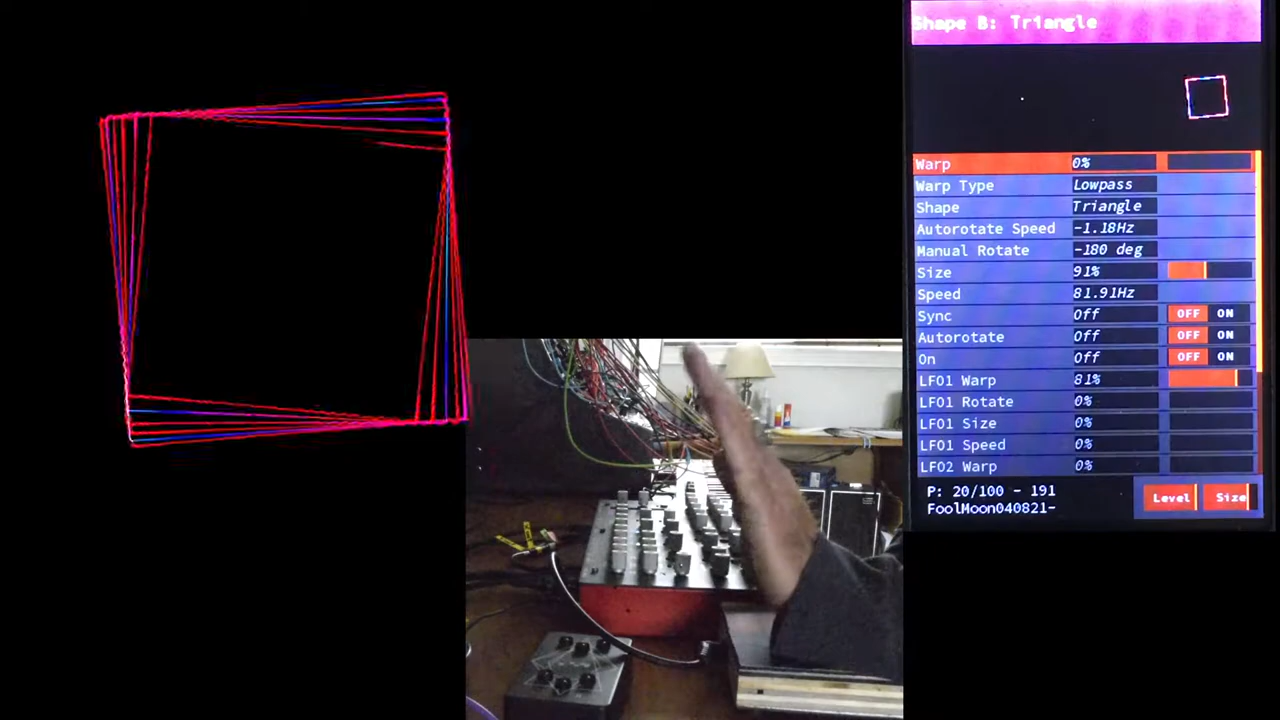 Shape B: Triangle
Warp 0%
Warp Type Lowpass
Shape Triangle
Autorotate Speed -1.18Hz
Manual Rotate -180 deg
Size 91%
Speed 81.91Hz
Sync Off OFF ON
Autorotate Off OFF ON
On Off OFF ON
LFO1 Warp 81%
LFO1 Rotate 0%
LFO1 Size 0%
LFO1 Speed 0%
LFO2 Warp 0%
P: 20/100 - 191 Level Size
FoolMoon040821-